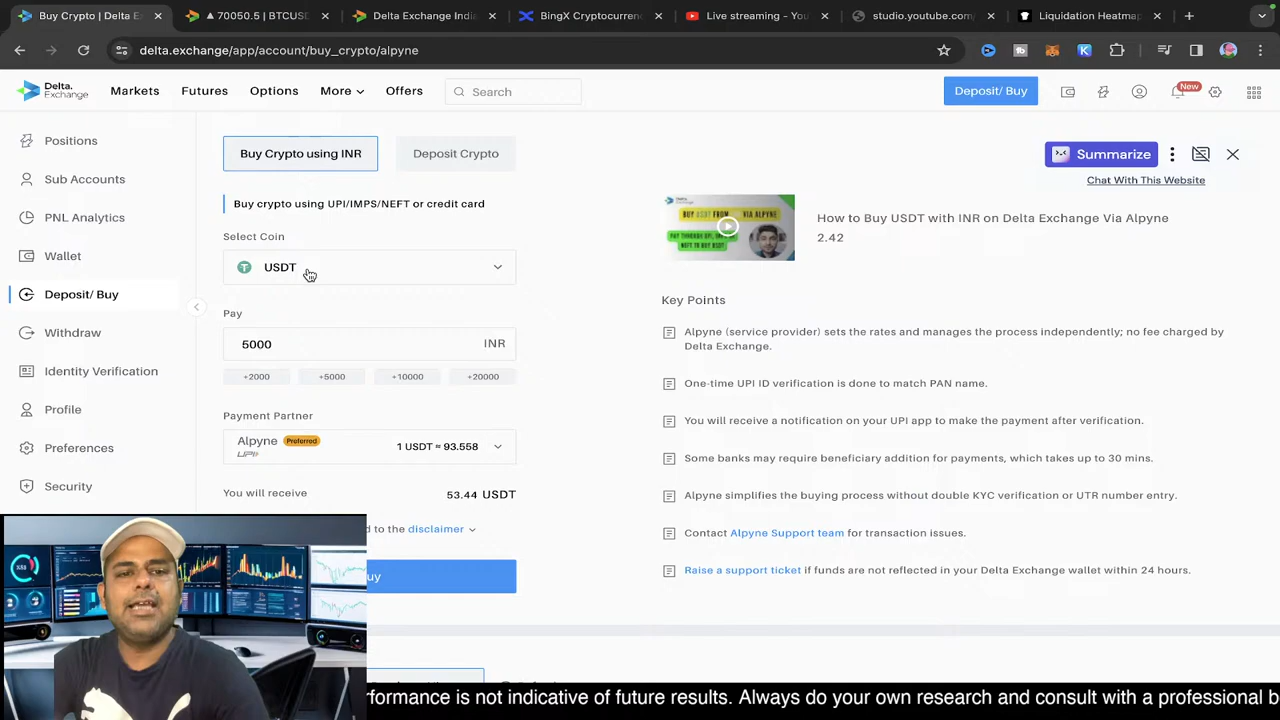 Buy Crypto | Delta E
▲ 70050.5 | BTCUSD
Delta Exchange India
BingX Cryptocurrenc
Live streaming – You
studio.youtube.com/
Liquidation Heatmap
delta.exchange/app/account/buy_crypto/alpyne
Delta.
Exchange
Markets
Futures
Options
More
Offers
Search
Deposit/ Buy
New
Positions
Sub Accounts
PNL Analytics
Wallet
Deposit/ Buy
Withdraw
Identity Verification
Profile
Preferences
Security
Buy Crypto using INR
Deposit Crypto
Buy crypto using UPI/IMPS/NEFT or credit card
Select Coin
USDT
Pay
5000
INR
+2000
+5000
+10000
+20000
Payment Partner
Alpyne Preferred
UPI
1 USDT ≈ 93.558
You will receive
53.44 USDT
d to the disclaimer
uy
Summarize
Chat With This Website
BUY USDT FROM VIA ALPYNE
How to Buy USDT with INR on Delta Exchange Via Alpyne
2.42
Key Points
Alpyne (service provider) sets the rates and manages the process independently; no fee charged by
Delta Exchange.
One-time UPI ID verification is done to match PAN name.
You will receive a notification on your UPI app to make the payment after verification.
Some banks may require beneficiary addition for payments, which takes up to 30 mins.
Alpyne simplifies the buying process without double KYC verification or UTR number entry.
Contact Alpyne Support team for transaction issues.
Raise a support ticket if funds are not reflected in your Delta Exchange wallet within 24 hours.
rformance is not indicative of future results. Always do your own research and consult with a professional b